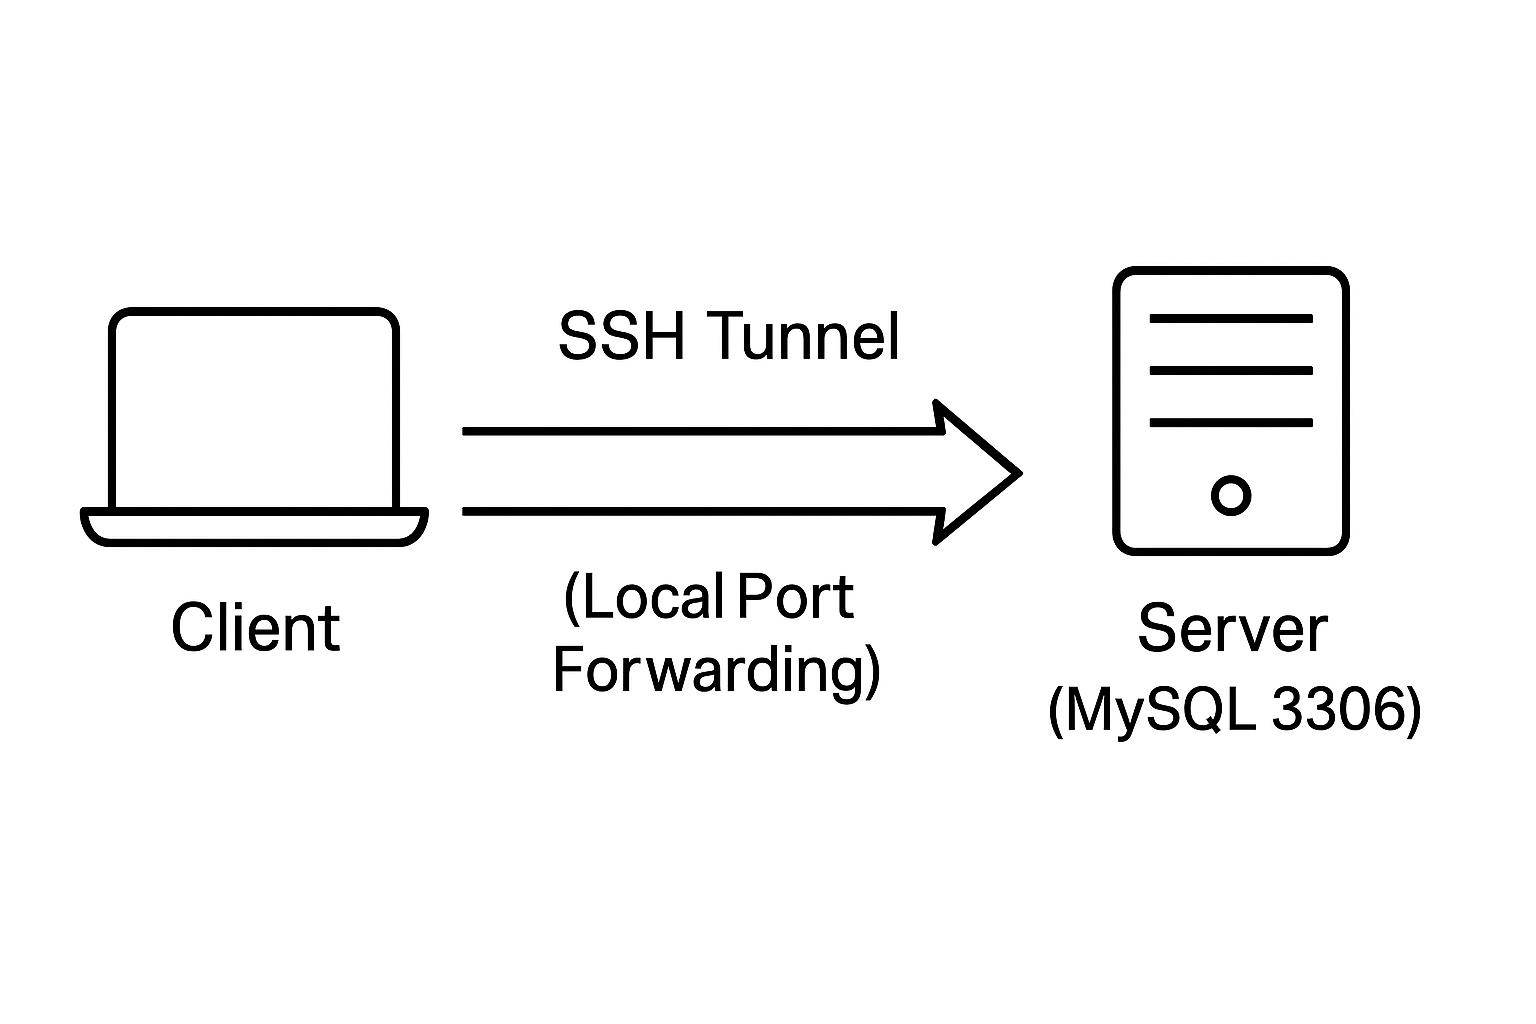 SSH Tunnel
Client
(Local Port
Forwarding)
Server
(MySQL 3306)